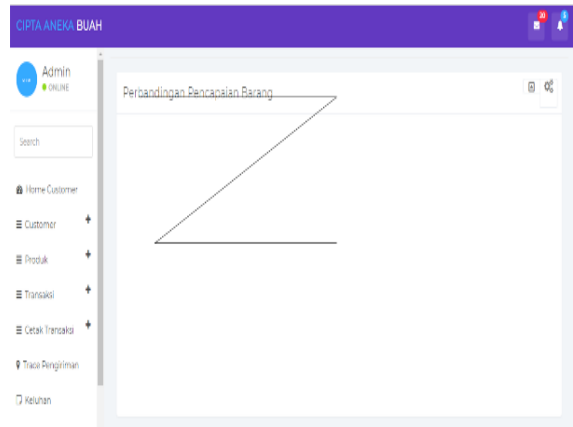 CIPTA ANEKA BUAH
Admin
ONLINE
Perbandingan Pencapaian Barang
Search
Home Customer
Customer
Produk
Transaksi
Cetak Transaksi
Trace Pengiriman
Keluhan